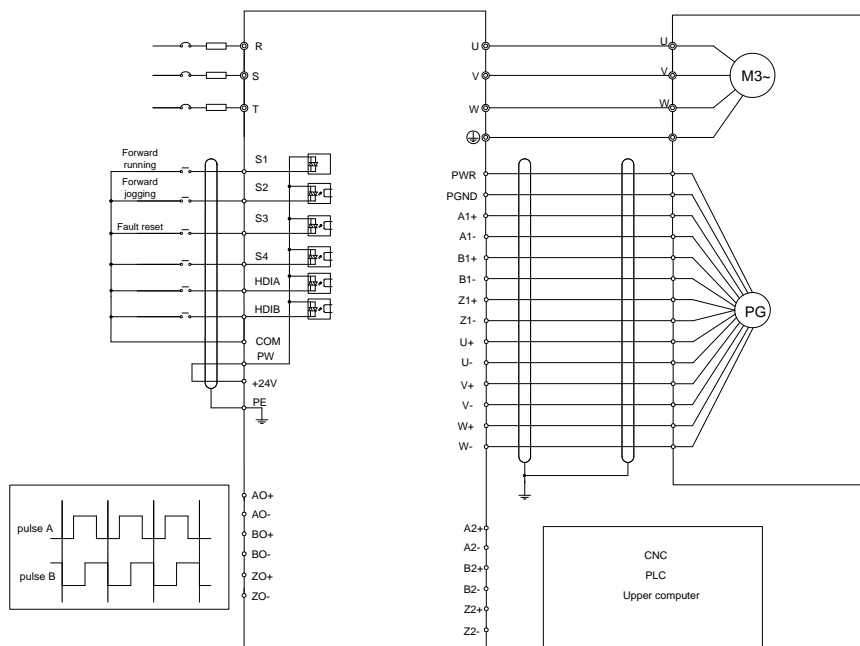 R
S
T
U
V
W
U
V
W
M3~
Forward
running
Forward
jogging
Fault reset
S1
S2
S3
S4
HDIA
HDIB
COM
PW
+24V
PE
PWR
PGND
A1+
A1-
B1+
B1-
Z1+
Z1-
U+
U-
V+
V-
W+
W-
PG
pulse A
pulse B
AO+
AO-
BO+
BO-
ZO+
ZO-
A2+
A2-
B2+
B2-
Z2+
Z2-
CNC
PLC
Upper computer